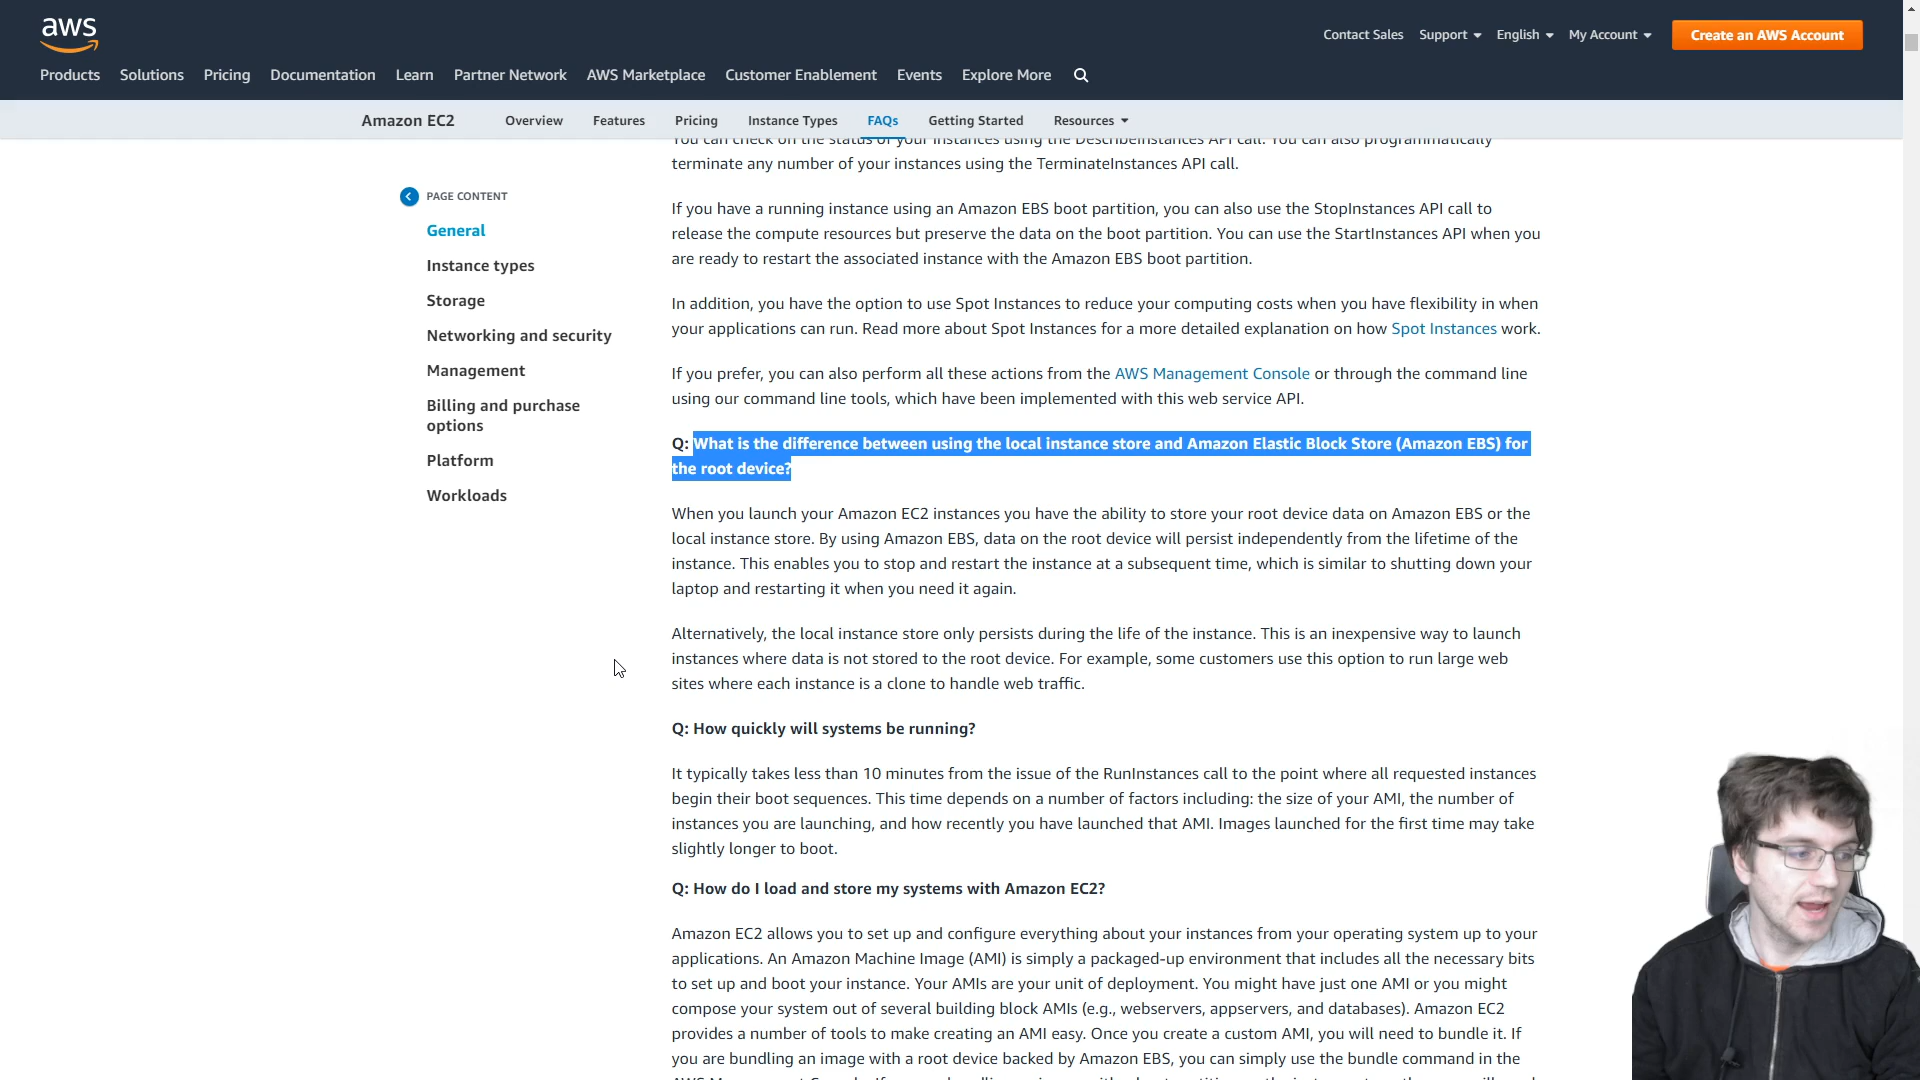 aws
Contact Sales Support English My Account Create an AWS Account
Products Solutions Pricing Documentation Learn Partner Network AWS Marketplace Customer Enablement Events Explore More
Amazon EC2 Overview Features Pricing Instance Types FAQs Getting Started Resources
You can check on the status of your instances using the DescribeInstances API call. You can also programmatically
terminate any number of your instances using the TerminateInstances API call.
PAGE CONTENT
General
Instance types
Storage
Networking and security
Management
Billing and purchase
options
Platform
Workloads
If you have a running instance using an Amazon EBS boot partition, you can also use the StopInstances API call to
release the compute resources but preserve the data on the boot partition. You can use the StartInstances API when you
are ready to restart the associated instance with the Amazon EBS boot partition.
In addition, you have the option to use Spot Instances to reduce your computing costs when you have flexibility in when
your applications can run. Read more about Spot Instances for a more detailed explanation on how Spot Instances work.
If you prefer, you can also perform all these actions from the AWS Management Console or through the command line
using our command line tools, which have been implemented with this web service API.
Q: What is the difference between using the local instance store and Amazon Elastic Block Store (Amazon EBS) for
the root device?
When you launch your Amazon EC2 instances you have the ability to store your root device data on Amazon EBS or the
local instance store. By using Amazon EBS, data on the root device will persist independently from the lifetime of the
instance. This enables you to stop and restart the instance at a subsequent time, which is similar to shutting down your
laptop and restarting it when you need it again.
Alternatively, the local instance store only persists during the life of the instance. This is an inexpensive way to launch
instances where data is not stored to the root device. For example, some customers use this option to run large web
sites where each instance is a clone to handle web traffic.
Q: How quickly will systems be running?
It typically takes less than 10 minutes from the issue of the RunInstances call to the point where all requested instances
begin their boot sequences. This time depends on a number of factors including: the size of your AMI, the number of
instances you are launching, and how recently you have launched that AMI. Images launched for the first time may take
slightly longer to boot.
Q: How do I load and store my systems with Amazon EC2?
Amazon EC2 allows you to set up and configure everything about your instances from your operating system up to your
applications. An Amazon Machine Image (AMI) is simply a packaged-up environment that includes all the necessary bits
to set up and boot your instance. Your AMIs are your unit of deployment. You might have just one AMI or you might
compose your system out of several building block AMIs (e.g., webservers, appservers, and databases). Amazon EC2
provides a number of tools to make creating an AMI easy. Once you create a custom AMI, you will need to bundle it. If
you are bundling an image with a root device backed by Amazon EBS, you can simply use the bundle command in the